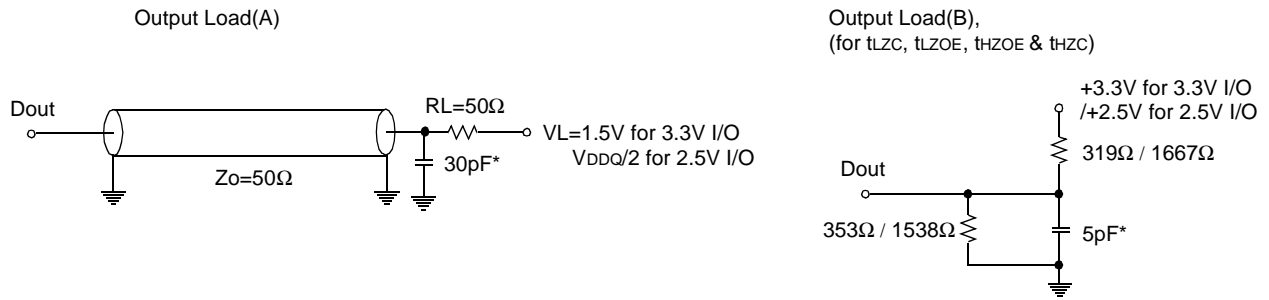 Output Load(A)
Dout
Zo=50Ω
RL=50Ω
30pF*
VL=1.5V for 3.3V I/O
VDDQ/2 for 2.5V I/O
Output Load(B),
(for tLZC, tLZOE, tHZOE & tHZC)
+3.3V for 3.3V I/O
/+2.5V for 2.5V I/O
319Ω / 1667Ω
Dout
353Ω / 1538Ω
5pF*